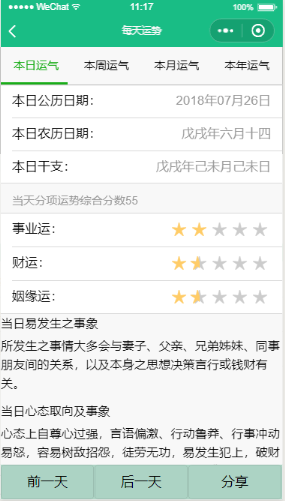 WeChat 11:17 100%
每天运势
本日运气 本周运气 本月运气 本年运气
本日公历日期： 2018年07月26日
本日农历日期： 戊戌年六月十四
本日干支： 戊戌年己未月己未日
当天分项运势综合分数55
事业运：
财运：
姻缘运：
当日易发生之事象
所发生之事情大多会与妻子、父亲、兄弟姊妹、同事
朋友间的关系，以及本身之思想决策言行或钱财有
关。
当日心态取向及事象
心态上自尊心过强，言语偏激、行动鲁莽、行事冲动
易怒，容易树敌招怨，徒劳无功，易发生犯上，破财
前一天 后一天 分享